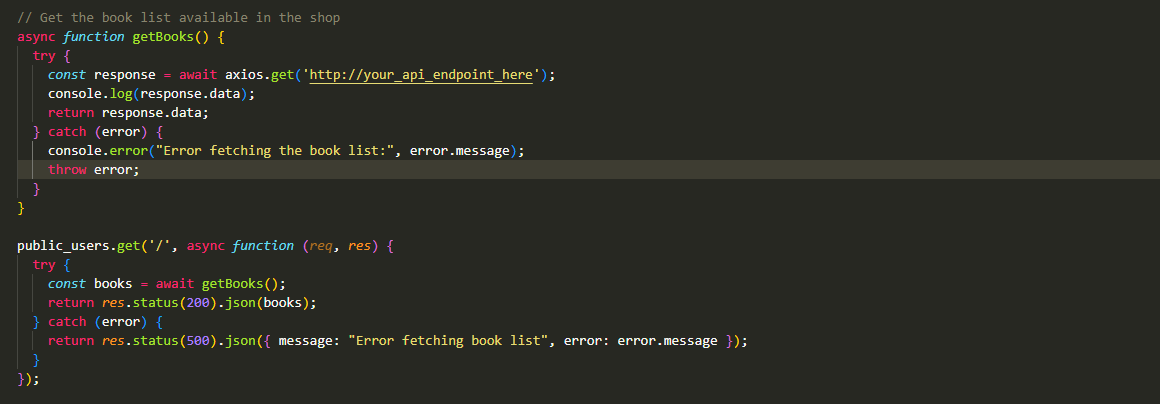 // Get the book list available in the shop
async function getBooks() {
  try {
    const response = await axios.get('http://your_api_endpoint_here');
    console.log(response.data);
    return response.data;
  } catch (error) {
    console.error("Error fetching the book list:", error.message);
    throw error;
  }
}

public_users.get('/', async function (req, res) {
  try {
    const books = await getBooks();
    return res.status(200).json(books);
  } catch (error) {
    return res.status(500).json({ message: "Error fetching book list", error: error.message });
  }
});